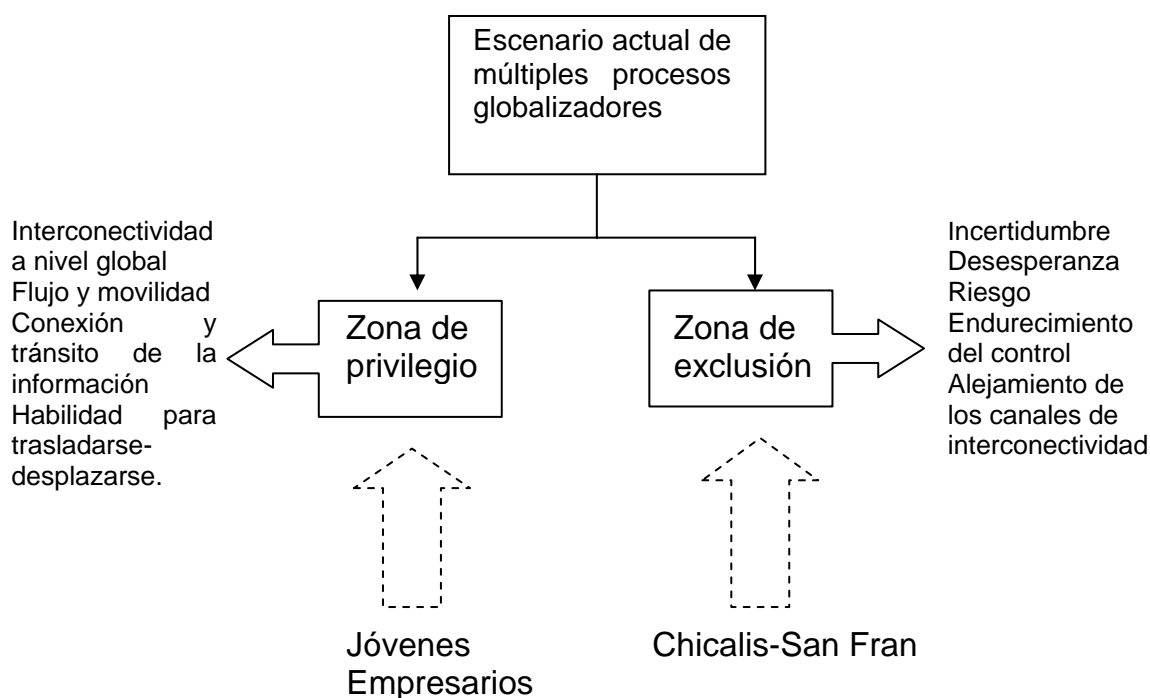 Escenario actual de
múltiples procesos
globalizadores
Interconectividad
a nivel global
Flujo y movilidad
Conexión y
tránsito de la
información
Habilidad para
trasladarse-
desplazarse.
Zona de
privilegio
Zona de
exclusión
Incertidumbre
Desesperanza
Riesgo
Endurecimiento
del control
Alejamiento de
los canales de
interconectividad
Jóvenes
Empresarios
Chicalis-San Fran